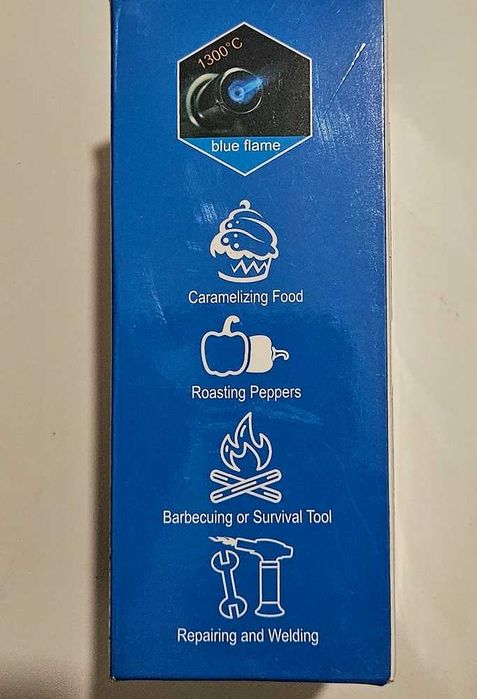 1300°C
blue flame
Caramelizing Food
Roasting Peppers
Barbecuing or Survival Tool
Repairing and Welding